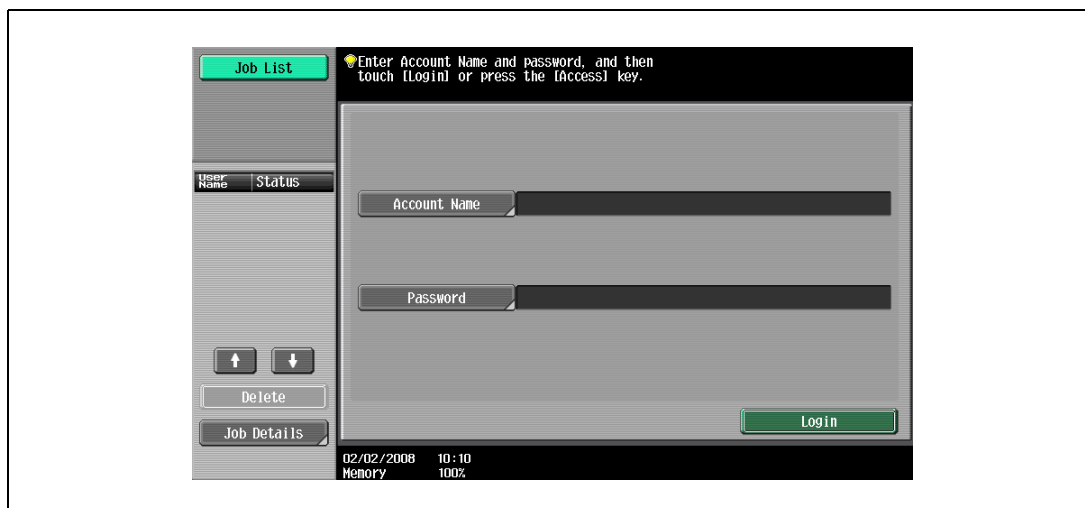 Job List
Enter Account Name and password, and then
touch [Login] or press the [Access] key.
User Name Status
Account Name
Password
Delete
Job Details
Login
02/02/2008 10:10
Memory 100%